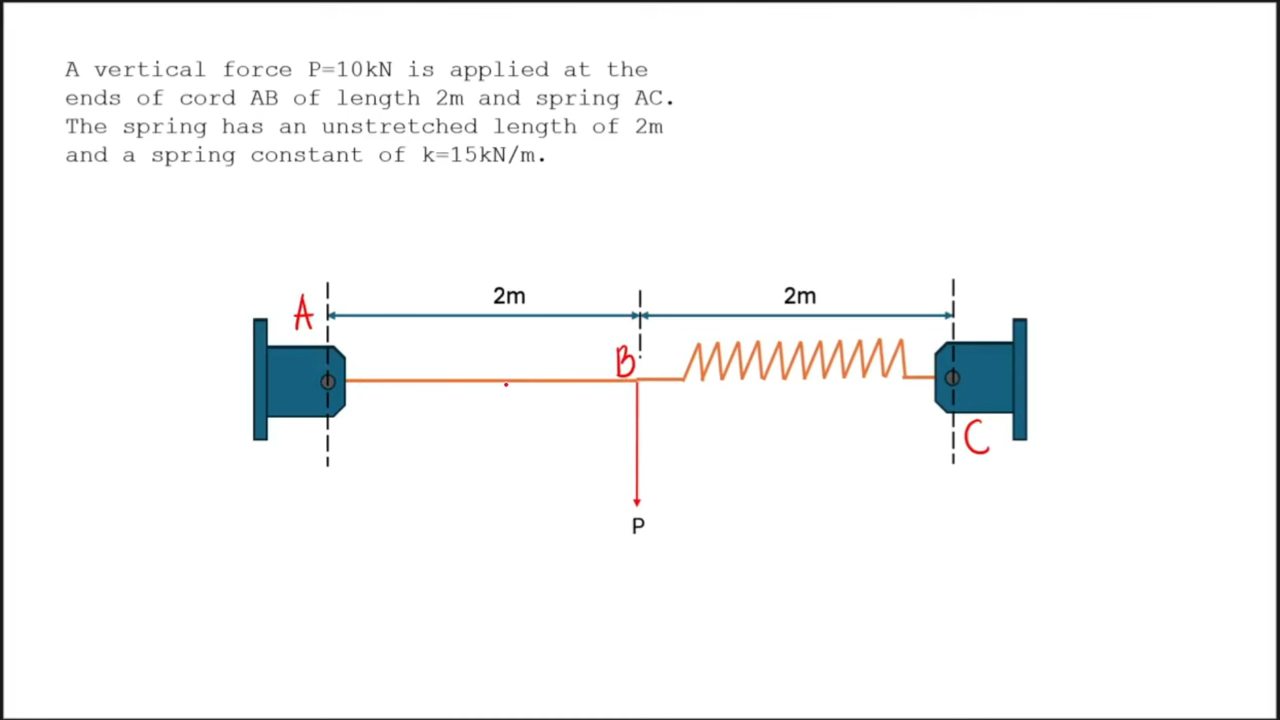 A vertical force P=10kN is applied at the
ends of cord AB of length 2m and spring AC.
The spring has an unstretched length of 2m
and a spring constant of k=15kN/m.
2m 2m
A
B
C
P